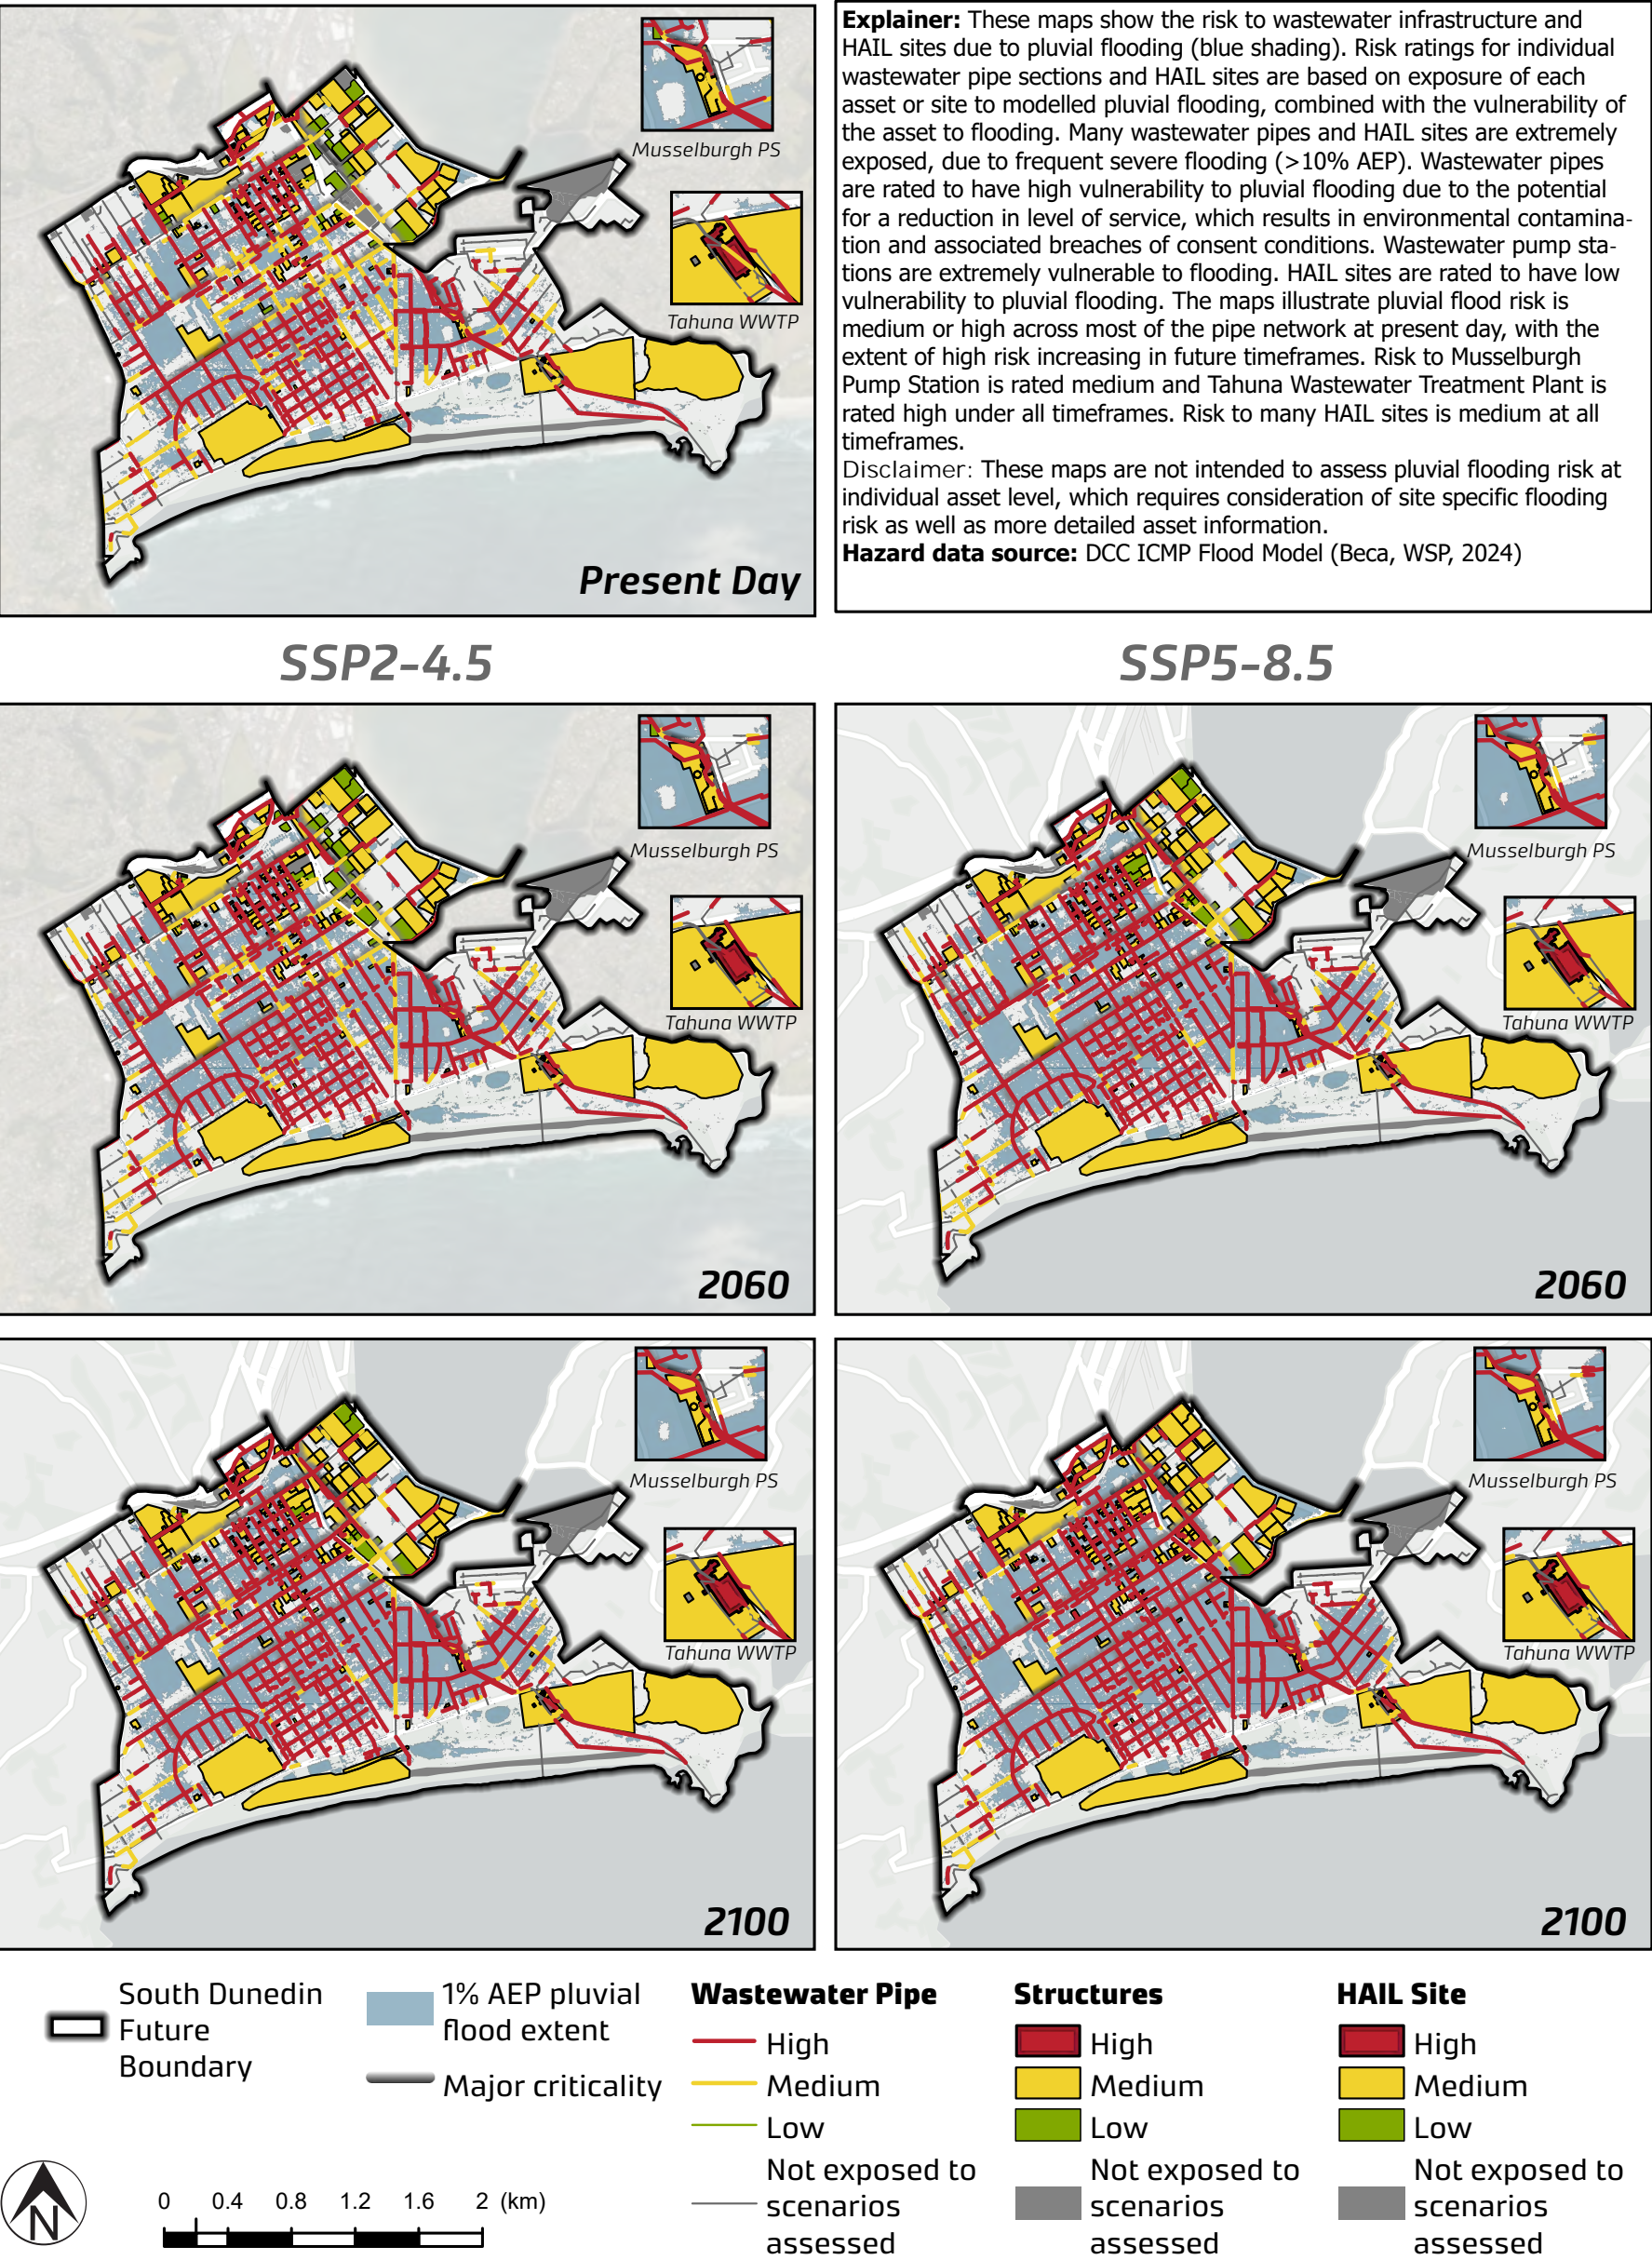 Musselburgh PS
Tahuna WWTP
Present Day
Explainer: These maps show the risk to wastewater infrastructure and
HAIL sites due to pluvial flooding (blue shading). Risk ratings for individual
wastewater pipe sections and HAIL sites are based on exposure of each
asset or site to modelled pluvial flooding, combined with the vulnerability of
the asset to flooding. Many wastewater pipes and HAIL sites are extremely
exposed, due to frequent severe flooding (>10% AEP). Wastewater pipes
are rated to have high vulnerability to pluvial flooding due to the potential
for a reduction in level of service, which results in environmental contamina-
tion and associated breaches of consent conditions. Wastewater pump sta-
tions are extremely vulnerable to flooding. HAIL sites are rated to have low
vulnerability to pluvial flooding. The maps illustrate pluvial flood risk is
medium or high across most of the pipe network at present day, with the
extent of high risk increasing in future timeframes. Risk to Musselburgh
Pump Station is rated medium and Tahuna Wastewater Treatment Plant is
rated high under all timeframes. Risk to many HAIL sites is medium at all
timeframes.
Disclaimer: These maps are not intended to assess pluvial flooding risk at
individual asset level, which requires consideration of site specific flooding
risk as well as more detailed asset information.
Hazard data source: DCC ICMP Flood Model (Beca, WSP, 2024)
SSP2-4.5
SSP5-8.5
Musselburgh PS
Tahuna WWTP
2060
Musselburgh PS
Tahuna WWTP
2060
Musselburgh PS
Tahuna WWTP
2100
Musselburgh PS
Tahuna WWTP
2100
South Dunedin
Future
Boundary
1% AEP pluvial
flood extent
Major criticality
Wastewater Pipe
High
Medium
Low
Not exposed to
scenarios
assessed
Structures
High
Medium
Low
Not exposed to
scenarios
assessed
HAIL Site
High
Medium
Low
Not exposed to
scenarios
assessed
N
0 0.4 0.8 1.2 1.6 2 (km)